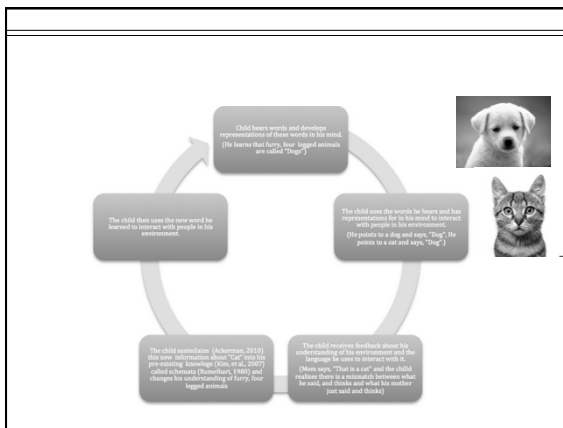 Child hears words and develops
representations of these words in his mind.
(He learns that furry, four legged animals
are called "Dogs")
The child uses the words he hears and has
representations for in his mind to interact
with people in his environment.
(He points to a dog and says, "Dog". He
points to a cat and says, "Dog".)
The child receives feedback about his
understanding of his environment and the
language he uses to interact with it.
(Mom says, "That is a cat" and the child
realizes there is a mismatch between what
he said, and thinks and what his mother
just said and thinks)
The child assimilates (Ackerman, 2010)
this new information about "Cat" into his
pre-existing knowlege (Kim, et al., 2007)
called schemata (Rumelhart, 1980) and
changes his understanding of furry, four
legged animals
The child then uses the new word he
learned to interact with people in his
environment.